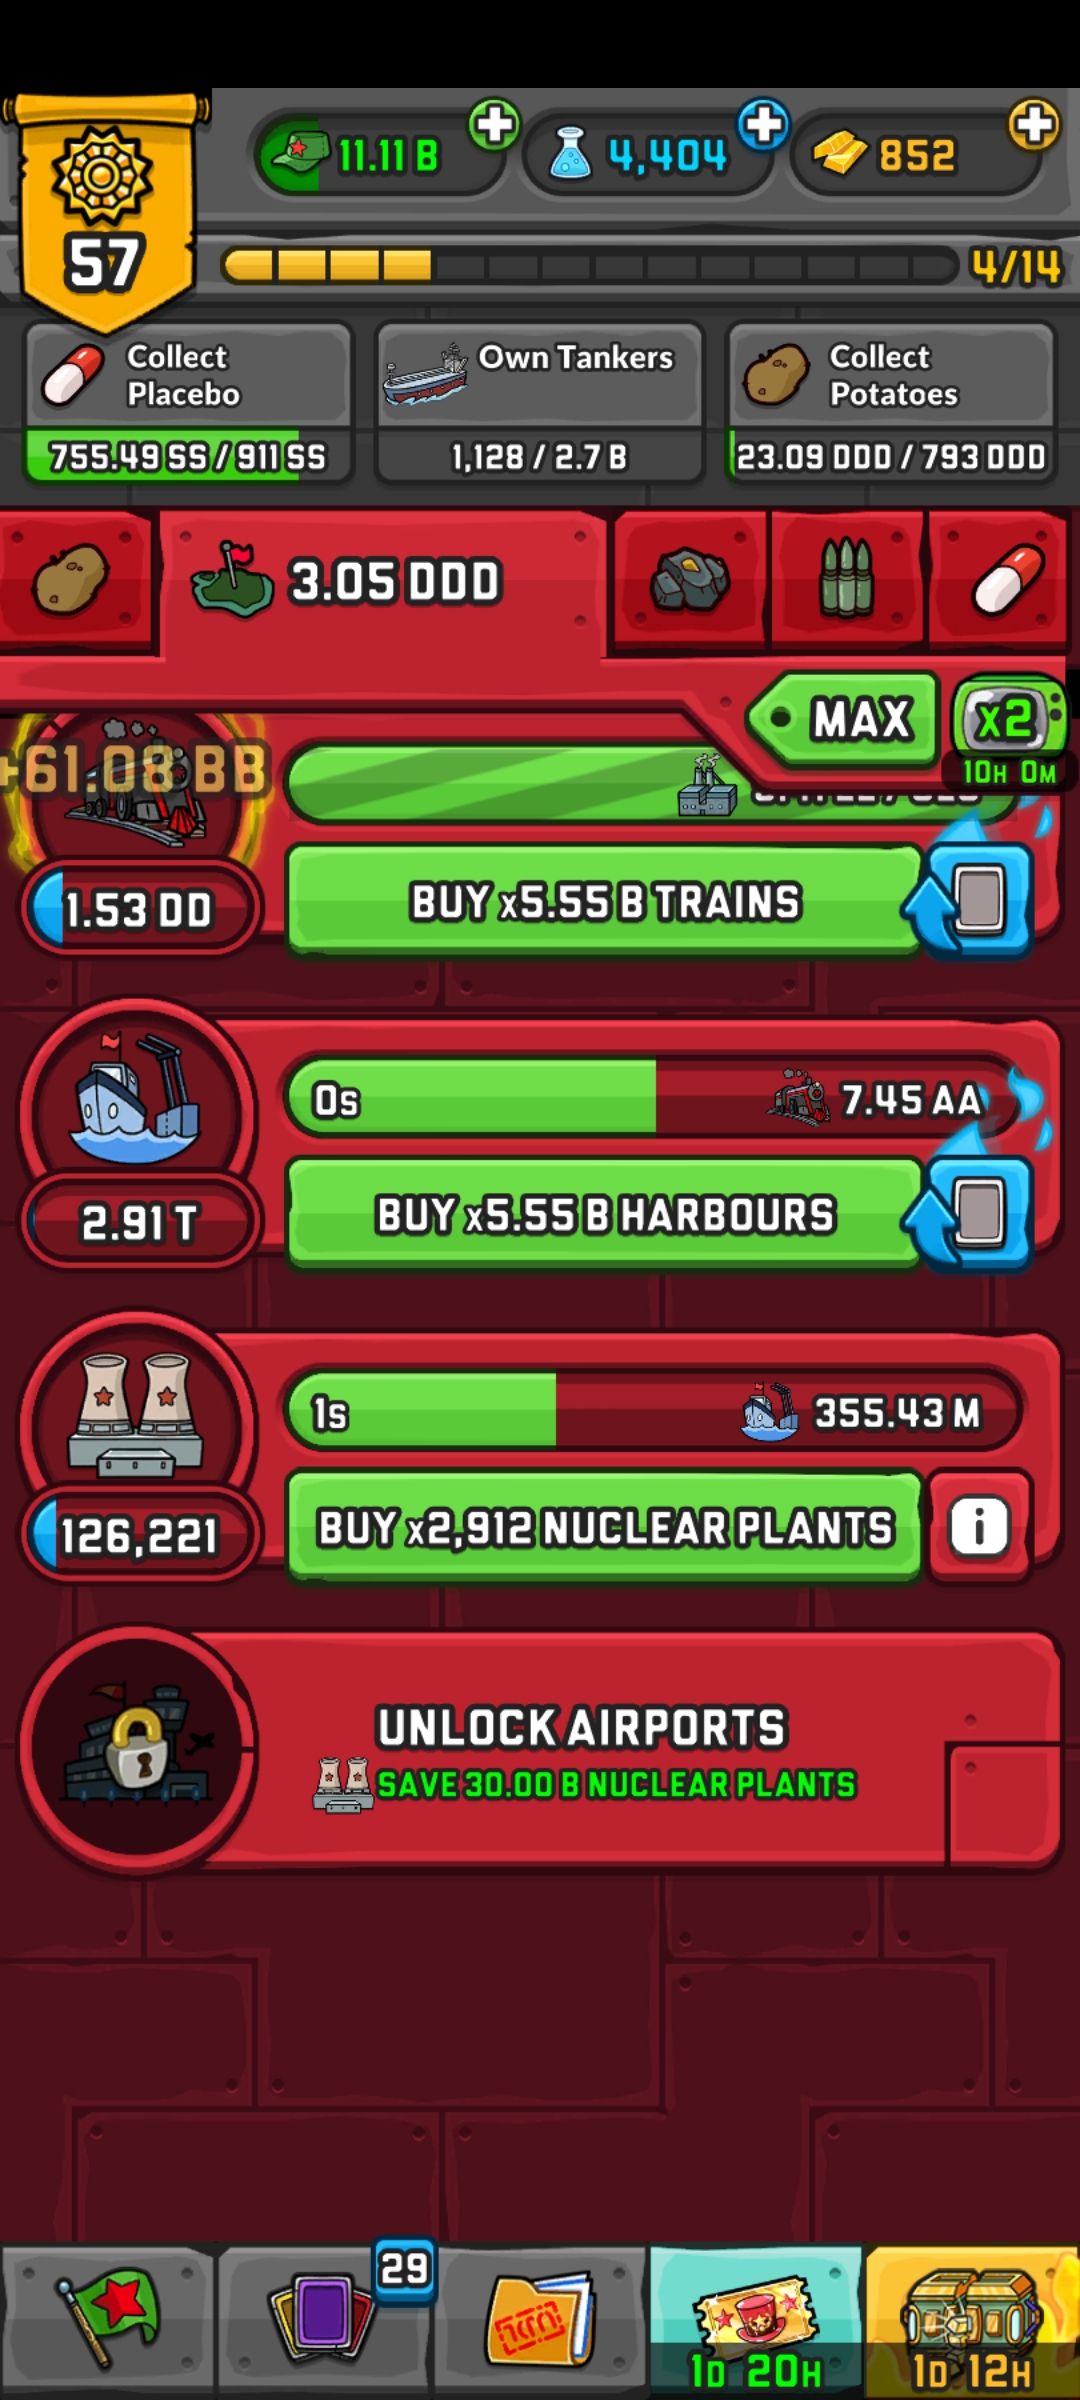 11.11 B
4,404
852
57
4/14
Collect
Placebo
Own Tankers
Collect
Potatoes
755.49 SS / 911 SS
1,128 / 2.7 B
23.09 DDD / 793 DDD
3.05 DDD
MAX
x2
10H 0M
+61.08 BB
1.53 DD
BUY x5.55 B TRAINS
0s
7.45 AA
2.91 T
BUY x5.55 B HARBOURS
1s
355.43 M
126,221
BUY x2,912 NUCLEAR PLANTS
i
UNLOCK AIRPORTS
SAVE 30.00 B NUCLEAR PLANTS
29
1D 20H
1D 12H